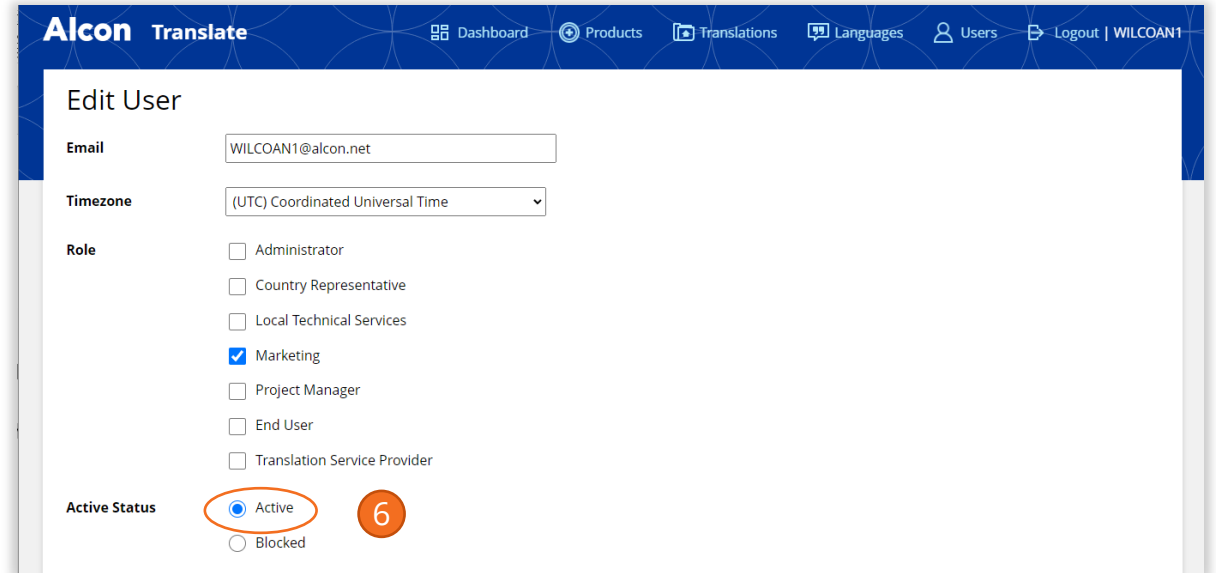 Alcon Translate Dashboard Products Translations Languages Users Logout | WILCOAN1
Edit User
Email WILCOAN1@alcon.net
Timezone (UTC) Coordinated Universal Time
Role Administrator
Country Representative
Local Technical Services
Marketing
Project Manager
End User
Translation Service Provider
Active Status Active 6
Blocked